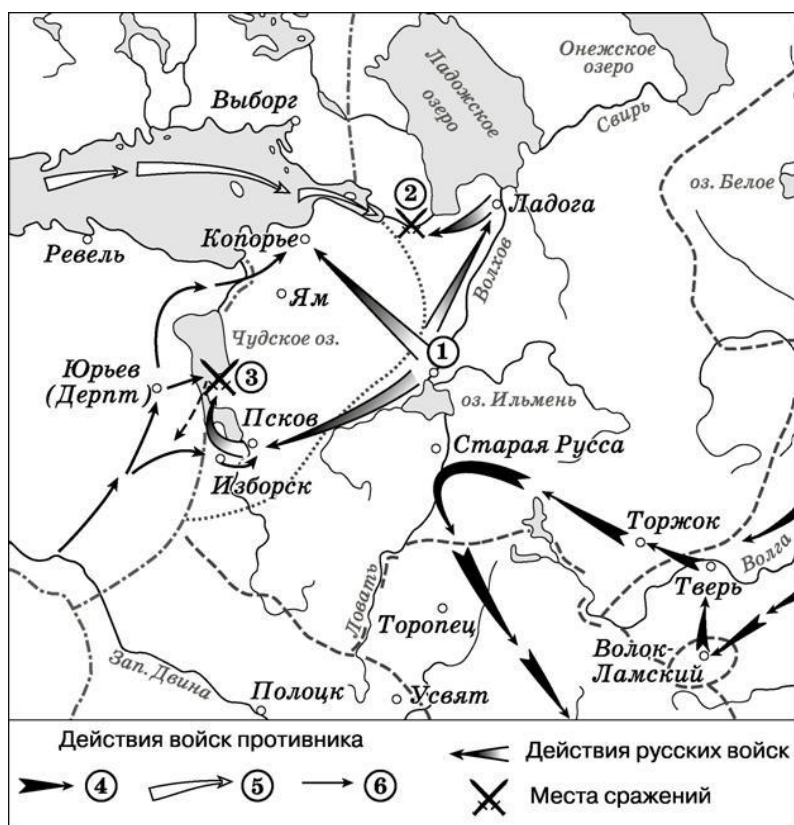 Онежское
озеро
Ладожское
озеро
Выборг
Свирь
оз. Белое
2
Ладога
Копорье
Ревель
Волхов
Ям
Чудское оз.
1
Юрьев
(Дерпт)
3
оз. Ильмень
Псков
Старая Русса
Изборск
Торжок
Волга
Тверь
Ловать
Торопец
Волок-
Ламский
Зап. Двина
Полоцк
Усвят
Действия войск противника
4
5
6
Действия русских войск
Места сражений